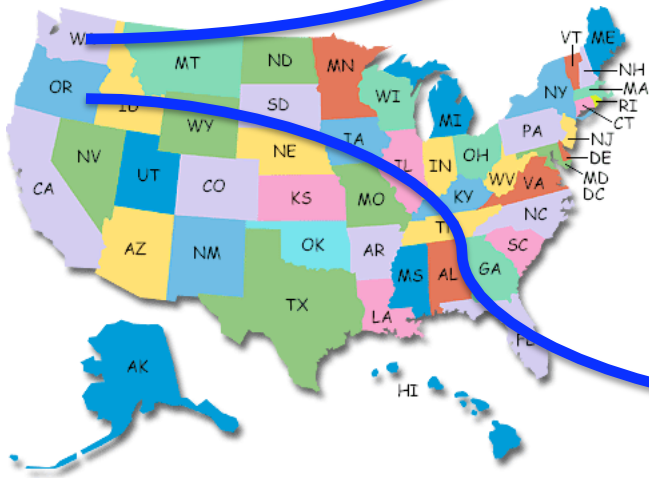 WA
MT
ND
MN
VT
ME
OR
ID
SD
WI
NY
NH
MA
RI
CT
WY
MI
PA
NJ
IA
NE
NV
UT
CO
IL
IN
OH
WV
VA
DE
MD
DC
CA
KS
MO
KY
NC
AZ
NM
OK
AR
TN
SC
MS
AL
GA
TX
LA
FL
AK
HI